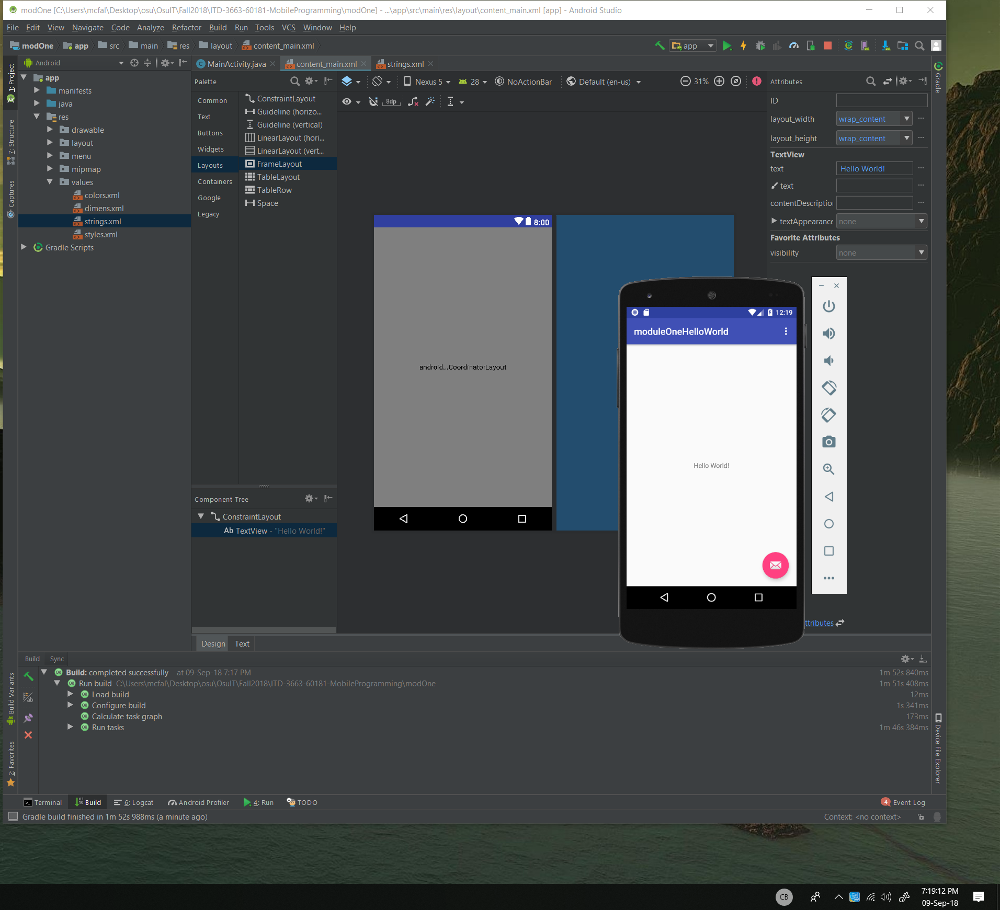 modOne [C:\Users\mcfal\Desktop\osu\OsuIT\Fall2018\ITD-3663-60181-MobileProgramming\modOne] - ...\app\src\main\res\layout\content_main.xml [app] - Android Studio
File Edit View Navigate Code Analyze Refactor Build Run Tools VCS Window Help
modOne app src main res layout content_main.xml
app
1: Project
7: Structure
Captures
Build Variants
2: Favorites
Android
app
manifests
java
res
drawable
layout
menu
mipmap
values
colors.xml
dimens.xml
strings.xml
styles.xml
Gradle Scripts
MainActivity.java content_main.xml strings.xml
Palette
Common
Text
Buttons
Widgets
Layouts
Containers
Google
Legacy
ConstraintLayout
Guideline (horizo...
Guideline (vertical)
LinearLayout (hori...
LinearLayout (vert...
FrameLayout
TableLayout
TableRow
Space
Nexus 5 28 NoActionBar Default (en-us) 31%
8dp
8:00
android...CoordinatorLayout
Component Tree
ConstraintLayout
Ab TextView - "Hello World!"
Design Text
Attributes
ID
layout_width wrap_content
layout_height wrap_content
TextView
text Hello World!
text
contentDescription
textAppearance none
Favorite Attributes
visibility none
ttributes
Gradle
Device File Explorer
12:19
moduleOneHelloWorld
Hello World!
Build Sync
Build: completed successfully at 09-Sep-18 7:17 PM 1m 52s 840ms
Run build C:\Users\mcfal\Desktop\osu\OsuIT\Fall2018\ITD-3663-60181-MobileProgramming\modOne 1m 51s 408ms
OK Load build 12ms
OK Configure build 1s 341ms
OK Calculate task graph 173ms
OK Run tasks 1m 46s 384ms
Terminal Build 6: Logcat Android Profiler 4: Run TODO 4 Event Log
Gradle build finished in 1m 52s 988ms (a minute ago) Context: <no context>
CB
7:19:12 PM
09-Sep-18